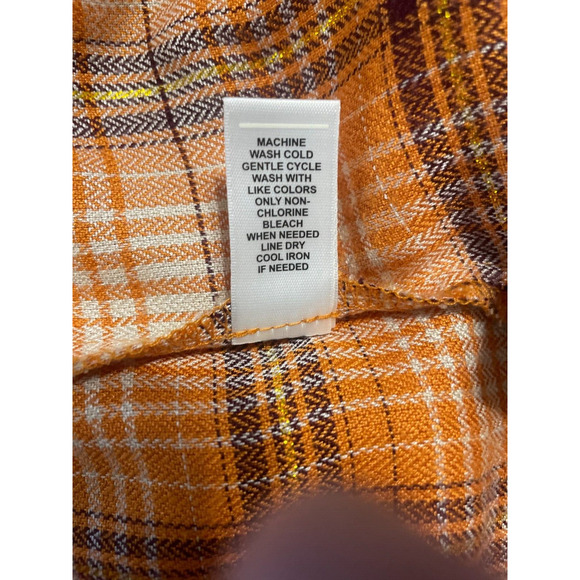 MACHINE
WASH COLD
GENTLE CYCLE
WASH WITH
LIKE COLORS
ONLY NON-
CHLORINE
BLEACH
WHEN NEEDED
LINE DRY
COOL IRON
IF NEEDED